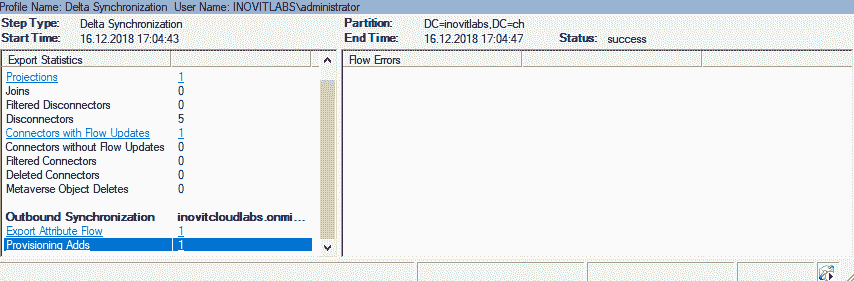 Profile Name: Delta Synchronization User Name: INOVITLABS\administrator
Step Type: Delta Synchronization Partition: DC=inovitlabs,DC=ch
Start Time: 16.12.2018 17:04:43 End Time: 16.12.2018 17:04:47 Status: success
Export Statistics
Projections 1
Joins 0
Filtered Disconnectors 0
Disconnectors 5
Connectors with Flow Updates 1
Connectors without Flow Updates 0
Filtered Connectors 0
Deleted Connectors 0
Metaverse Object Deletes 0
Outbound Synchronization inovitcloudlabs.onmi...
Export Attribute Flow 1
Provisioning Adds 1
Flow Errors